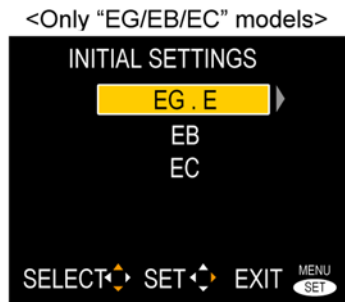 <Only “EG/EB/EC” models>
INITIAL SETTINGS
EG . E
EB
EC
SELECT SET EXIT MENU
SET